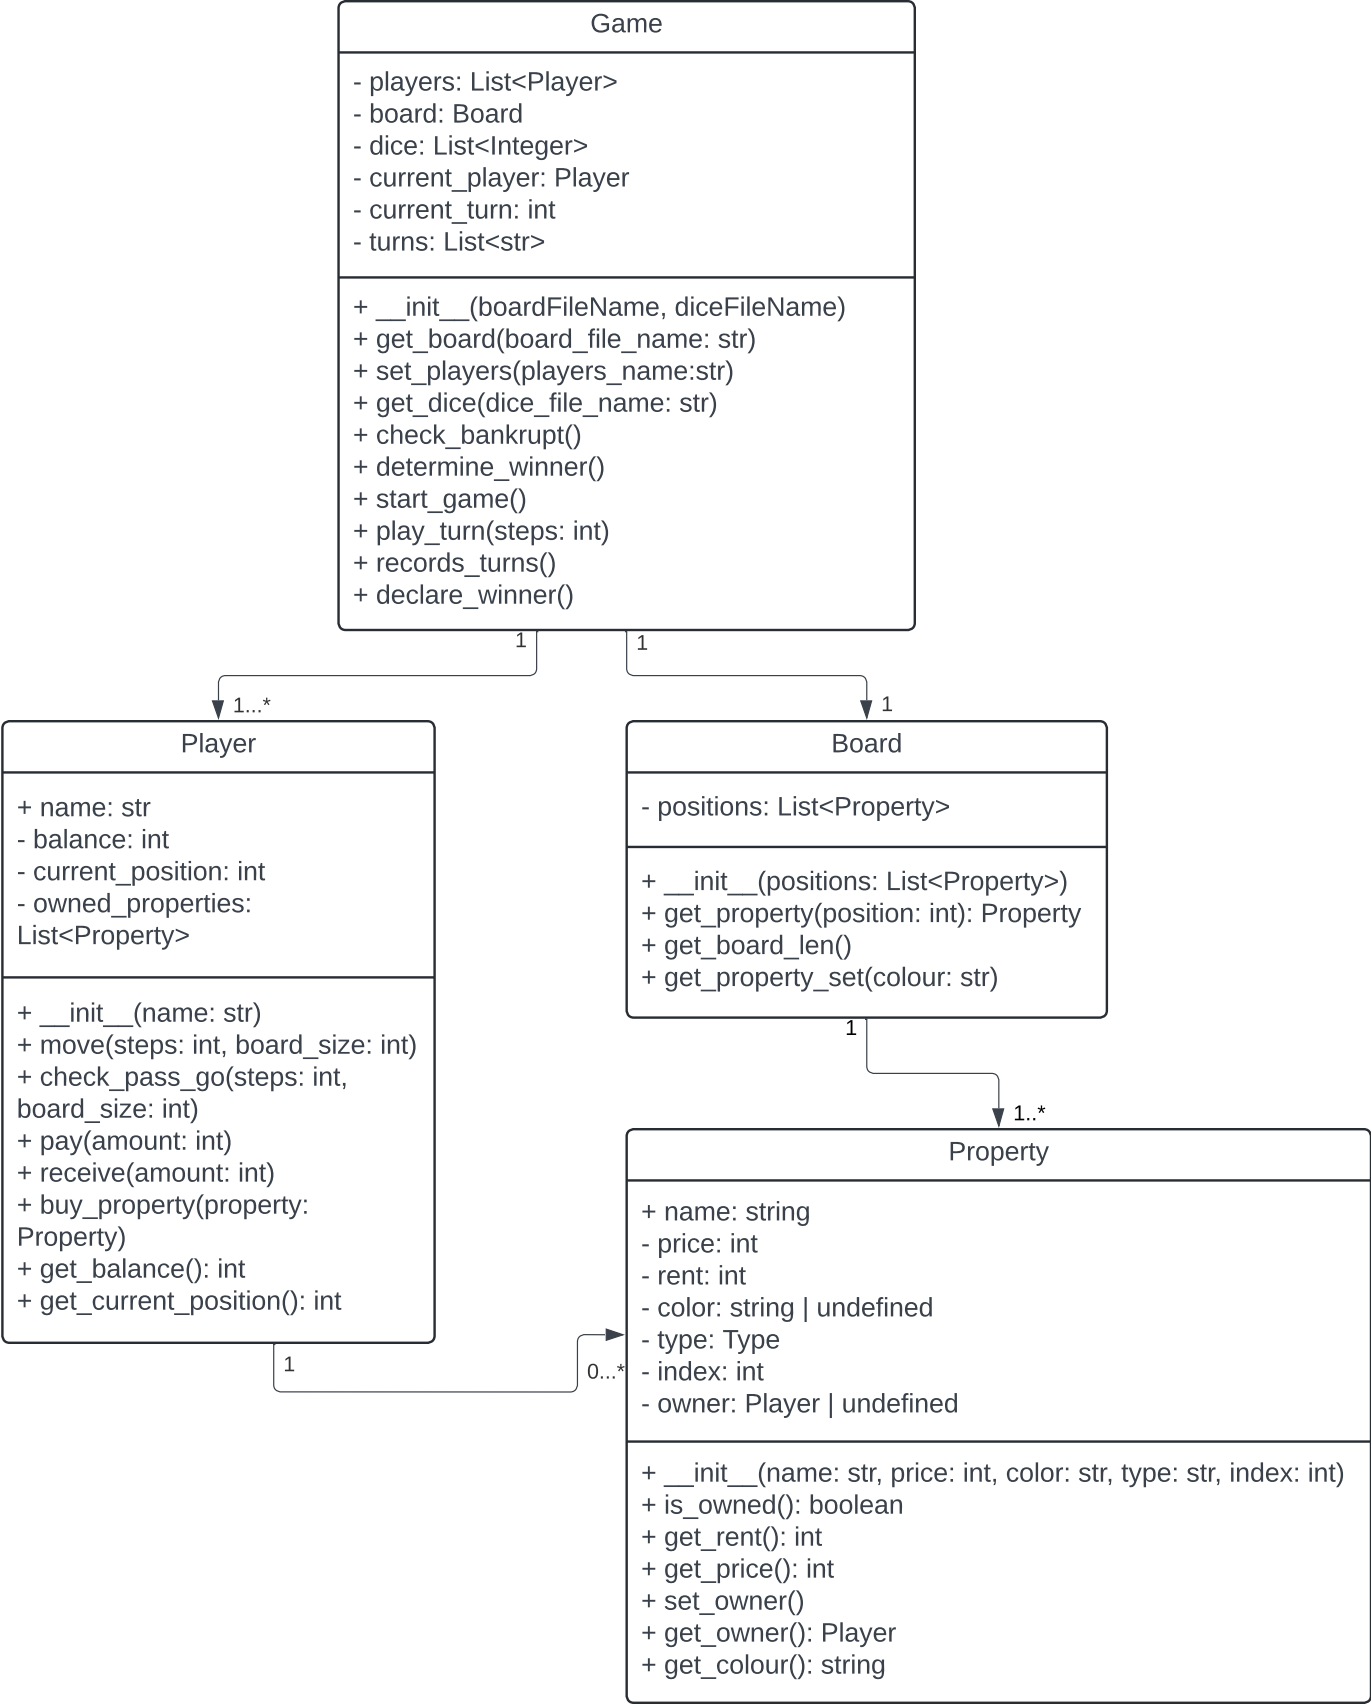 Game
- players: List<Player>
- board: Board
- dice: List<Integer>
- current_player: Player
- current_turn: int
- turns: List<str>
+ __init__(boardFileName, diceFileName)
+ get_board(board_file_name: str)
+ set_players(players_name:str)
+ get_dice(dice_file_name: str)
+ check_bankrupt()
+ determine_winner()
+ start_game()
+ play_turn(steps: int)
+ records_turns()
+ declare_winner()
1
1
1...*
1
Player
+ name: str
- balance: int
- current_position: int
- owned_properties:
List<Property>
+ __init__(name: str)
+ move(steps: int, board_size: int)
+ check_pass_go(steps: int,
board_size: int)
+ pay(amount: int)
+ receive(amount: int)
+ buy_property(property:
Property)
+ get_balance(): int
+ get_current_position(): int
1
0...*
Board
- positions: List<Property>
+ __init__(positions: List<Property>)
+ get_property(position: int): Property
+ get_board_len()
+ get_property_set(colour: str)
1
1..*
Property
+ name: string
- price: int
- rent: int
- color: string | undefined
- type: Type
- index: int
- owner: Player | undefined
+ __init__(name: str, price: int, color: str, type: str, index: int)
+ is_owned(): boolean
+ get_rent(): int
+ get_price(): int
+ set_owner()
+ get_owner(): Player
+ get_colour(): string